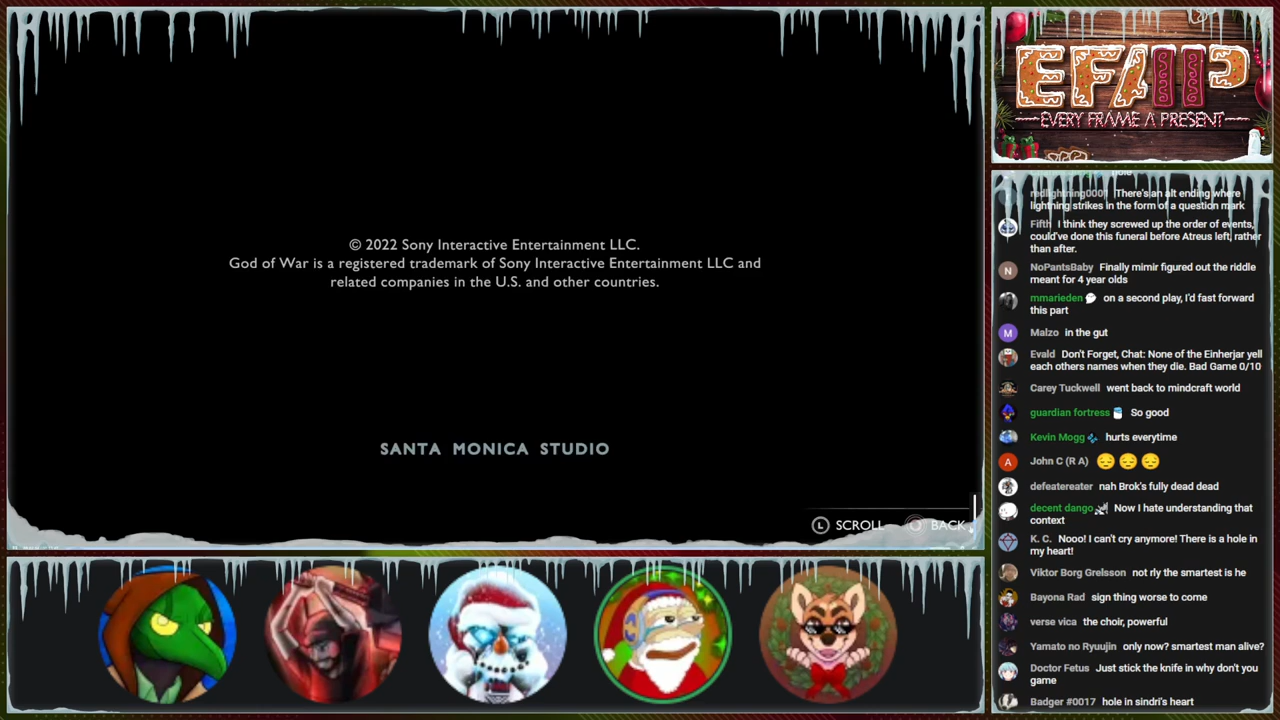 © 2022 Sony Interactive Entertainment LLC.
God of War is a registered trademark of Sony Interactive Entertainment LLC and
related companies in the U.S. and other countries.
SANTA MONICA STUDIO
L SCROLL BACK
EFAP
EVERY FRAME A PRESENT
There's an alt ending where
lightning strikes in the form of a question mark
Fifth I think they screwed up the order of events,
could've done this funeral before Atreus left, rather
than after.
N NoPantsBaby Finally mimir figured out the riddle
meant for 4 year olds
mmarieden on a second play, I'd fast forward
this part
M Malzo in the gut
Evald Don't Forget, Chat: None of the Einherjar yell
each others names when they die. Bad Game 0/10
Carey Tuckwell went back to mindcraft world
guardian fortress So good
Kevin Mogg hurts everytime
A John C (R A) 😔 😔 😔
defeatereater nah Brok's fully dead dead
decent dango Now I hate understanding that
context
K. C. Nooo! I can't cry anymore! There is a hole in
my heart!
Viktor Borg Grelsson not rly the smartest is he
Bayona Rad sign thing worse to come
verse vica the choir, powerful
Yamato no Ryuujin only now? smartest man alive?
Doctor Fetus Just stick the knife in why don't you
game
Badger #0017 hole in sindri's heart